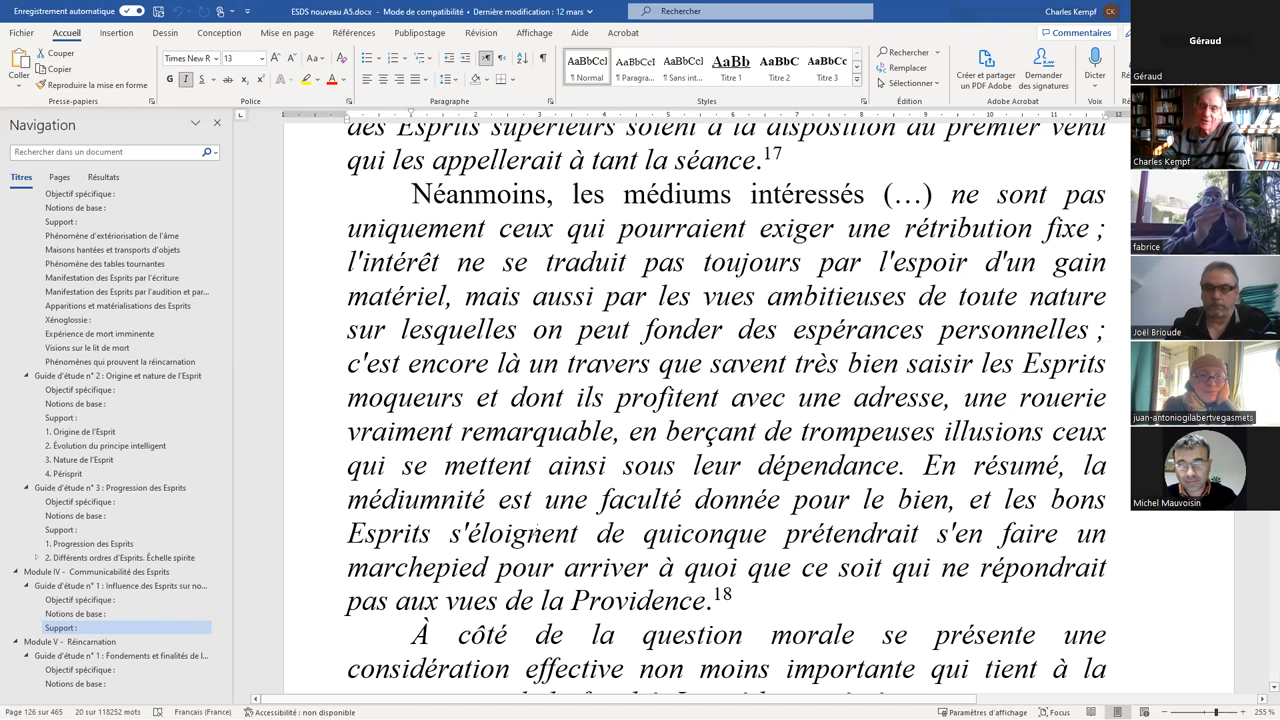 Enregistrement automatique
ESDS nouveau A5.docx - Mode de compatibilité • Dernière modification : 12 mars
Rechercher
Charles Kempf
CK
Fichier
Accueil
Insertion
Dessin
Conception
Mise en page
Références
Publipostage
Révision
Affichage
Aide
Acrobat
Commentaires
Coller
Couper
Copier
Reproduire la mise en forme
Presse-papiers
Times New R
13
Police
Paragraphe
AaBbCcI
¶ Normal
AaBbCcI
¶ Paragra...
AaBbCcI
¶ Sans int...
AaBb
Titre 1
AaBbC
Titre 2
AaBbCc
Titre 3
Styles
Rechercher
Remplacer
Sélectionner
Édition
Créer et partager
un PDF Adobe
Demander
des signatures
Adobe Acrobat
Dicter
Voix
Navigation
Rechercher dans un document
Titres
Pages
Résultats
Objectif spécifique :
Notions de base :
Support :
Phénomène d'extériorisation de l'âme
Maisons hantées et transports d'objets
Phénomène des tables tournantes
Manifestation des Esprits par l'écriture
Manifestation des Esprits par l'audition et par...
Apparitions et matérialisations des Esprits
Xénoglossie :
Expérience de mort imminente
Visions sur le lit de mort
Phénomènes qui prouvent la réincarnation
Guide d'étude n° 2 : Origine et nature de l'Esprit
Objectif spécifique :
Notions de base :
Support :
1. Origine de l'Esprit
2. Évolution du principe intelligent
3. Nature de l'Esprit
4. Périsprit
Guide d'étude n° 3 : Progression des Esprits
Objectif spécifique :
Notions de base :
Support :
1. Progression des Esprits
2. Différents ordres d'Esprits. Échelle spirite
Module IV - Communicabilité des Esprits
Guide d'étude n° 1 : Influence des Esprits sur no...
Objectif spécifique :
Notions de base :
Support :
Module V - Réincarnation
Guide d'étude n° 1 : Fondements et finalités de l...
Objectif spécifique :
Notions de base :
des Esprits supérieurs soient à la disposition du premier venu
qui les appellerait à tant la séance.17
Néanmoins, les médiums intéressés (…) ne sont pas
uniquement ceux qui pourraient exiger une rétribution fixe ;
l'intérêt ne se traduit pas toujours par l'espoir d'un gain
matériel, mais aussi par les vues ambitieuses de toute nature
sur lesquelles on peut fonder des espérances personnelles ;
c'est encore là un travers que savent très bien saisir les Esprits
moqueurs et dont ils profitent avec une adresse, une rouerie
vraiment remarquable, en berçant de trompeuses illusions ceux
qui se mettent ainsi sous leur dépendance. En résumé, la
médiumnité est une faculté donnée pour le bien, et les bons
Esprits s'éloignent de quiconque prétendrait s'en faire un
marchepied pour arriver à quoi que ce soit qui ne répondrait
pas aux vues de la Providence.18
À côté de la question morale se présente une
considération effective non moins importante qui tient à la
Géraud
Géraud
Charles Kempf
fabrice
Joël Brioude
juan-antoniogilabertvegasmets
Michel Mauvoisin
Page 126 sur 465
20 sur 118252 mots
Français (France)
Accessibilité : non disponible
Paramètres d'affichage
Focus
255 %